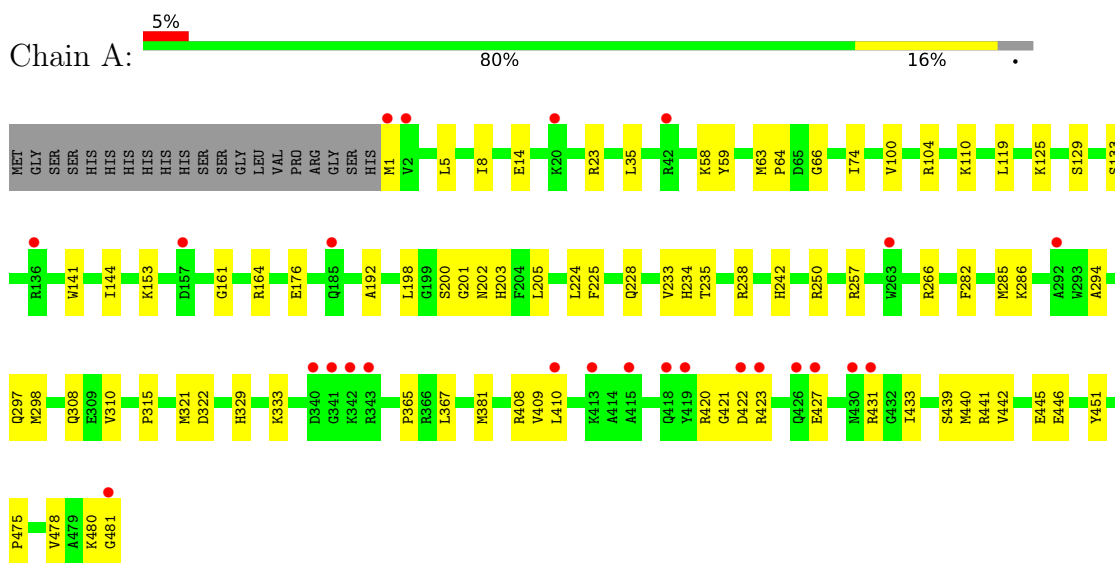 5%
Chain A:
80% 16% •
MET GLY SER SER HIS HIS HIS HIS HIS HIS SER SER GLY LEU VAL PRO ARG GLY SER HIS M1 V2 L5 I8 E14 K20 R23 L35 R42 K58 Y59 M63 P64 D65 G66 I74 V100 R104 K110 L119 K125 S129 S133
R136 W141 I144 K153 D157 G161 R164 E176 Q185 A192 L198 G199 S200 G201 N202 H203 F204 L205 L224 F225 Q228 V233 H234 T235 R238 H242 R250 R257 W263 R266 F282 M285 K286 A292 W293 A294
Q297 M298 Q308 E309 V310 P315 M321 D322 H329 K333 D340 G341 K342 R343 P365 R366 L367 M381 R408 V409 L410 K413 A414 A415 Q418 Y419 R420 G421 D422 R423 Q426 E427 N430 R431 G432 I433 S439 M440 R441 V442 E445 E446 Y451
P475 V478 A479 K480 G481